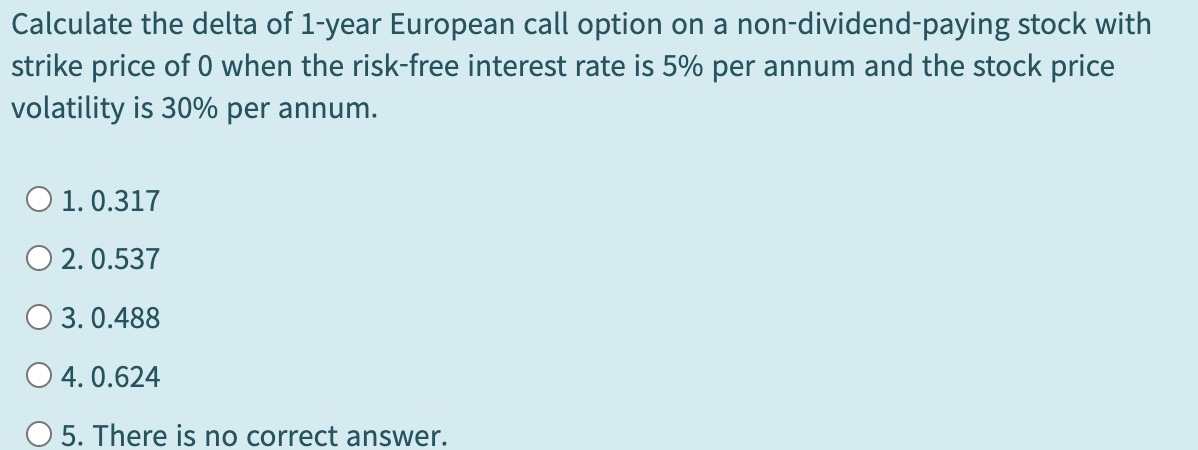 Calculate the delta of 1-year European call option on a non-dividend-paying stock with
strike price of 0 when the risk-free interest rate is 5% per annum and the stock price
volatility is 30% per annum.
1. 0.317
2. 0.537
3. 0.488
4. 0.624
5. There is no correct answer.